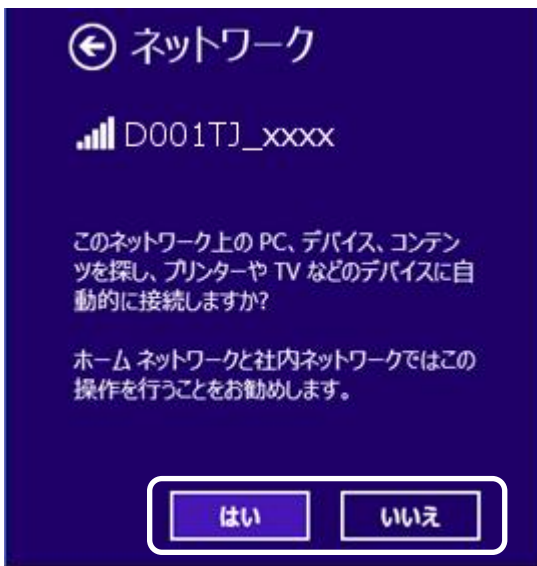 ネットワーク
D001TJ_xxxx
このネットワーク上の PC、デバイス、コンテン
ツを探し、プリンターや TV などのデバイスに自
動的に接続しますか?
ホーム ネットワークと社内ネットワークではこの
操作を行うことをお勧めします。
はい いいえ